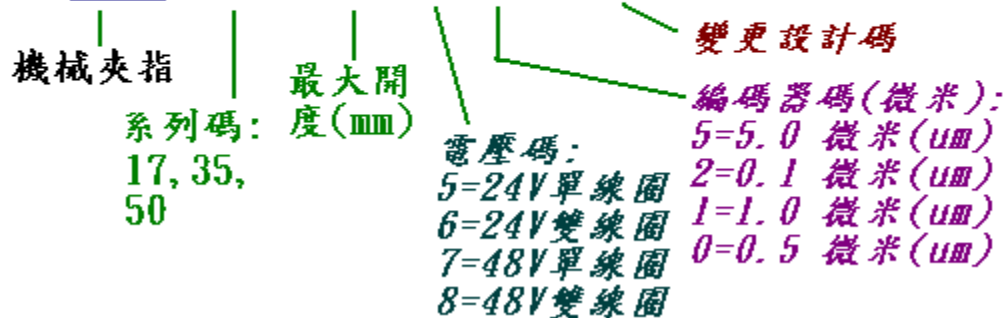 機械夾指
系列碼:
17,35,
50
最大開
度(mm)
電壓碼:
5=24V單線圈
6=24V雙線圈
7=48V單線圈
8=48V雙線圈
變更設計碼
編碼器碼(微米):
5=5.0 微米(um)
2=0.1 微米(um)
1=1.0 微米(um)
0=0.5 微米(um)